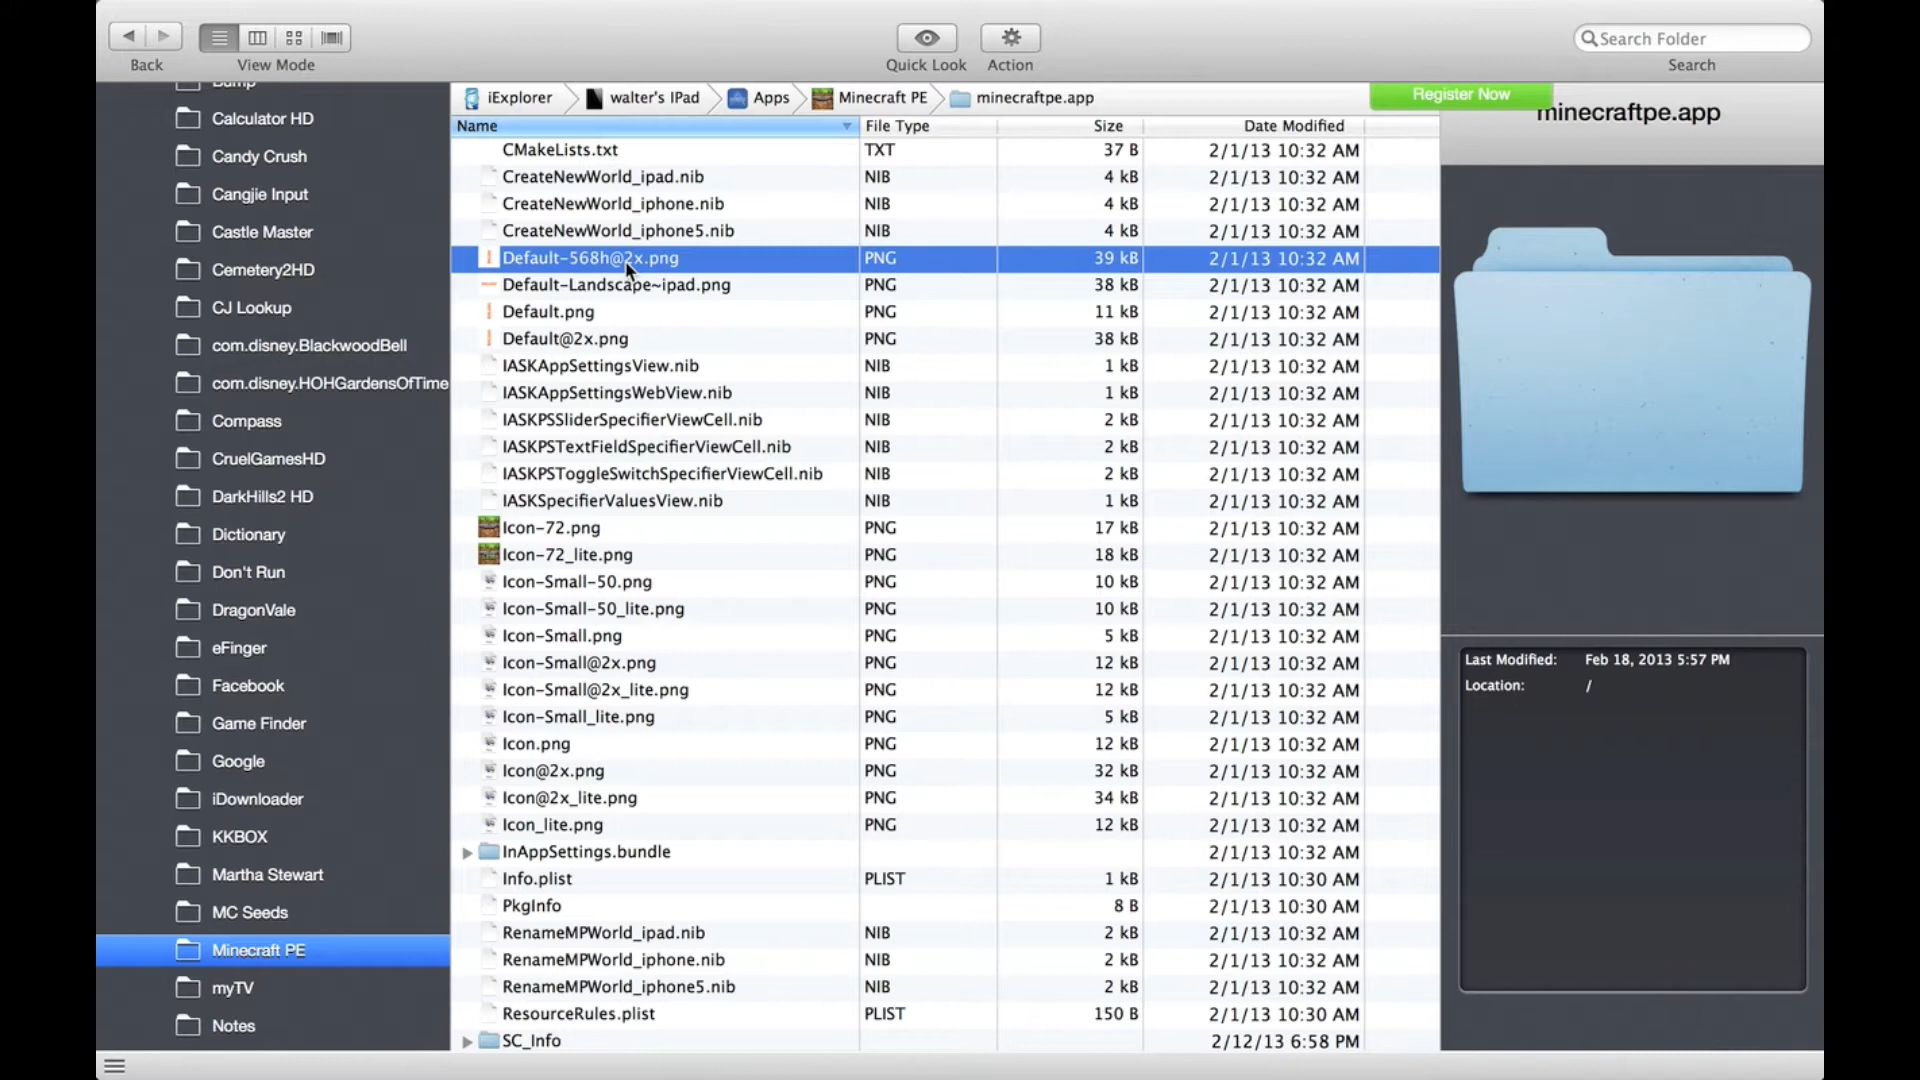 Back
View Mode
Quick Look
Action
Search Folder
Search
Calculator HD
Candy Crush
Cangjie Input
Castle Master
Cemetery2HD
CJ Lookup
com.disney.BlackwoodBell
com.disney.HOHGardensOfTime
Compass
CruelGamesHD
DarkHills2 HD
Dictionary
Don't Run
DragonVale
eFinger
Facebook
Game Finder
Google
iDownloader
KKBOX
Martha Stewart
MC Seeds
Minecraft PE
myTV
Notes
iExplorer walter's IPad Apps Minecraft PE minecraftpe.app
Name File Type Size Date Modified
CMakeLists.txt TXT 37 B 2/1/13 10:32 AM
CreateNewWorld_ipad.nib NIB 4 kB 2/1/13 10:32 AM
CreateNewWorld_iphone.nib NIB 4 kB 2/1/13 10:32 AM
CreateNewWorld_iphone5.nib NIB 4 kB 2/1/13 10:32 AM
Default-568h@2x.png PNG 39 kB 2/1/13 10:32 AM
Default-Landscape~ipad.png PNG 38 kB 2/1/13 10:32 AM
Default.png PNG 11 kB 2/1/13 10:32 AM
Default@2x.png PNG 38 kB 2/1/13 10:32 AM
IASKAppSettingsView.nib NIB 1 kB 2/1/13 10:32 AM
IASKAppSettingsWebView.nib NIB 1 kB 2/1/13 10:32 AM
IASKPSSliderSpecifierViewCell.nib NIB 2 kB 2/1/13 10:32 AM
IASKPSTextFieldSpecifierViewCell.nib NIB 2 kB 2/1/13 10:32 AM
IASKPSToggleSwitchSpecifierViewCell.nib NIB 2 kB 2/1/13 10:32 AM
IASKSpecifierValuesView.nib NIB 1 kB 2/1/13 10:32 AM
Icon-72.png PNG 17 kB 2/1/13 10:32 AM
Icon-72_lite.png PNG 18 kB 2/1/13 10:32 AM
Icon-Small-50.png PNG 10 kB 2/1/13 10:32 AM
Icon-Small-50_lite.png PNG 10 kB 2/1/13 10:32 AM
Icon-Small.png PNG 5 kB 2/1/13 10:32 AM
Icon-Small@2x.png PNG 12 kB 2/1/13 10:32 AM
Icon-Small@2x_lite.png PNG 12 kB 2/1/13 10:32 AM
Icon-Small_lite.png PNG 5 kB 2/1/13 10:32 AM
Icon.png PNG 12 kB 2/1/13 10:32 AM
Icon@2x.png PNG 32 kB 2/1/13 10:32 AM
Icon@2x_lite.png PNG 34 kB 2/1/13 10:32 AM
Icon_lite.png PNG 12 kB 2/1/13 10:32 AM
InAppSettings.bundle 2/1/13 10:32 AM
Info.plist PLIST 1 kB 2/1/13 10:30 AM
PkgInfo 8 B 2/1/13 10:30 AM
RenameMPWorld_ipad.nib NIB 2 kB 2/1/13 10:32 AM
RenameMPWorld_iphone.nib NIB 2 kB 2/1/13 10:32 AM
RenameMPWorld_iphone5.nib NIB 2 kB 2/1/13 10:32 AM
ResourceRules.plist PLIST 150 B 2/1/13 10:30 AM
SC_Info 2/12/13 6:58 PM
Register Now
minecraftpe.app
Last Modified: Feb 18, 2013 5:57 PM
Location: /